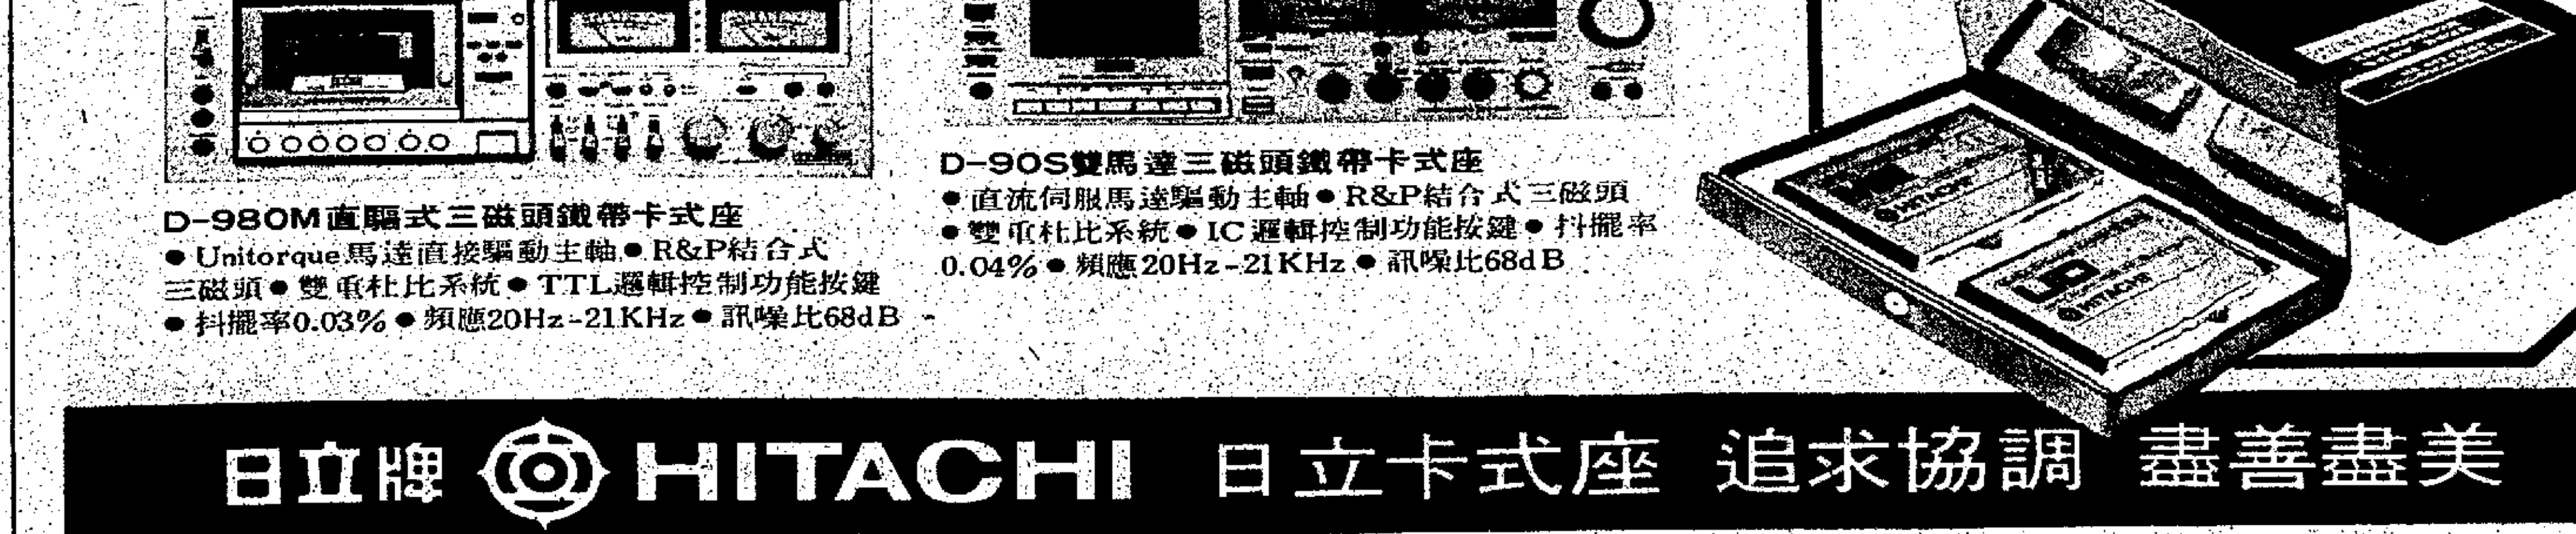 D-980M直驅式三磁頭鐵帶卡式座
●Unitorque馬達直接驅動主軸●R&P結合式
三磁頭●雙重杜比系統●TTL邏輯控制功能按鍵
●抖擺率0.03%●頻應20Hz-21KHz●訊噪比68dB
D-90S雙馬達三磁頭鐵帶卡式座
●直流伺服馬達驅動主軸●R&P結合式三磁頭
●雙重杜比系統●IC邏輯控制功能按鍵●抖擺率
0.04%●頻應20Hz-21KHz●訊噪比68dB
HITACHI
UD
HITACHI
日立牌 HITACHI 日立卡式座 追求協調 盡善盡美